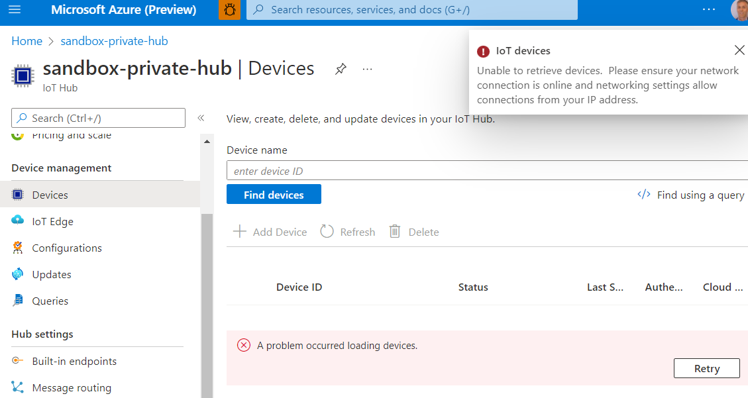 Microsoft Azure (Preview)
Search resources, services, and docs (G+/)
Home > sandbox-private-hub >
sandbox-private-hub | Devices
IoT Hub
IoT devices
Unable to retrieve devices. Please ensure your network
connection is online and networking settings allow
connections from your IP address.
Search (Ctrl+/)
Pricing and scale
Device management
Devices
IoT Edge
Configurations
Updates
Queries
Hub settings
Built-in endpoints
Message routing
View, create, delete, and update devices in your IoT Hub.
Device name
enter device ID
Find devices
Find using a query
Add Device
Refresh
Delete
Device ID
Status
Last S...
Authe...
Cloud ...
A problem occurred loading devices.
Retry